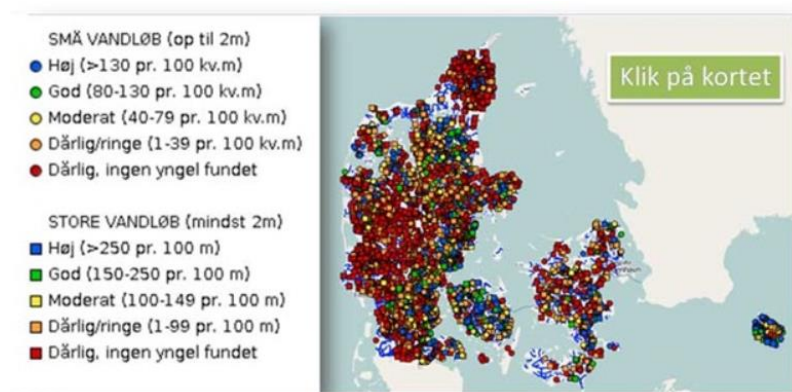 SMÅ VANDLØB (op til 2m)
Høj (>130 pr. 100 kv.m)
God (80-130 pr. 100 kv.m)
Moderat (40-79 pr. 100 kv.m)
Dårlig/ringe (1-39 pr. 100 kv.m)
Dårlig, ingen yngel fundet
STORE VANDLØB (mindst 2m)
Høj (>250 pr. 100 m)
God (150-250 pr. 100 m)
Moderat (100-149 pr. 100 m)
Dårlig/ringe (1-99 pr. 100 m)
Dårlig, ingen yngel fundet
Klik på kortet